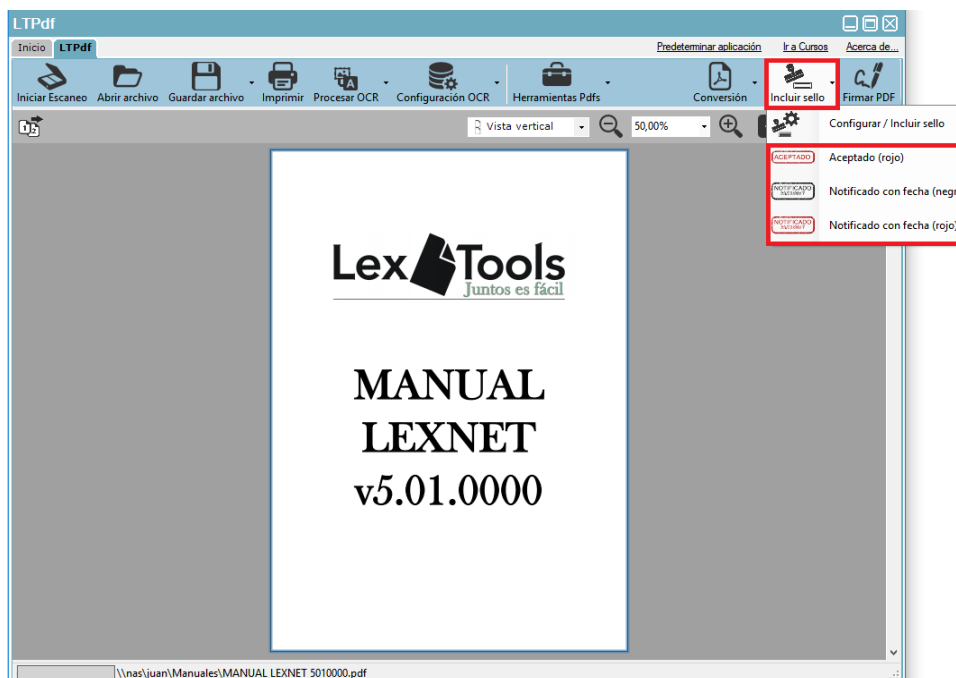 LTPdf
Inicio LTPdf Predeterminar aplicación Ir a Cursos Acerca de...
Iniciar Escaneo Abrir archivo Guardar archivo Imprimir Procesar OCR Configuración OCR Herramientas Pdfs Conversión Incluir sello Firmar PDF
Vista vertical 50,00%
Configurar / Incluir sello
ACEPTADO Aceptado (rojo)
NOTIFICADO Notificado con fecha (negr
NOTIFICADO Notificado con fecha (rojo)
Lex Tools
Juntos es fácil
MANUAL
LEXNET
v5.01.0000
\\nas\juan\Manuales\MANUAL LEXNET 5010000.pdf